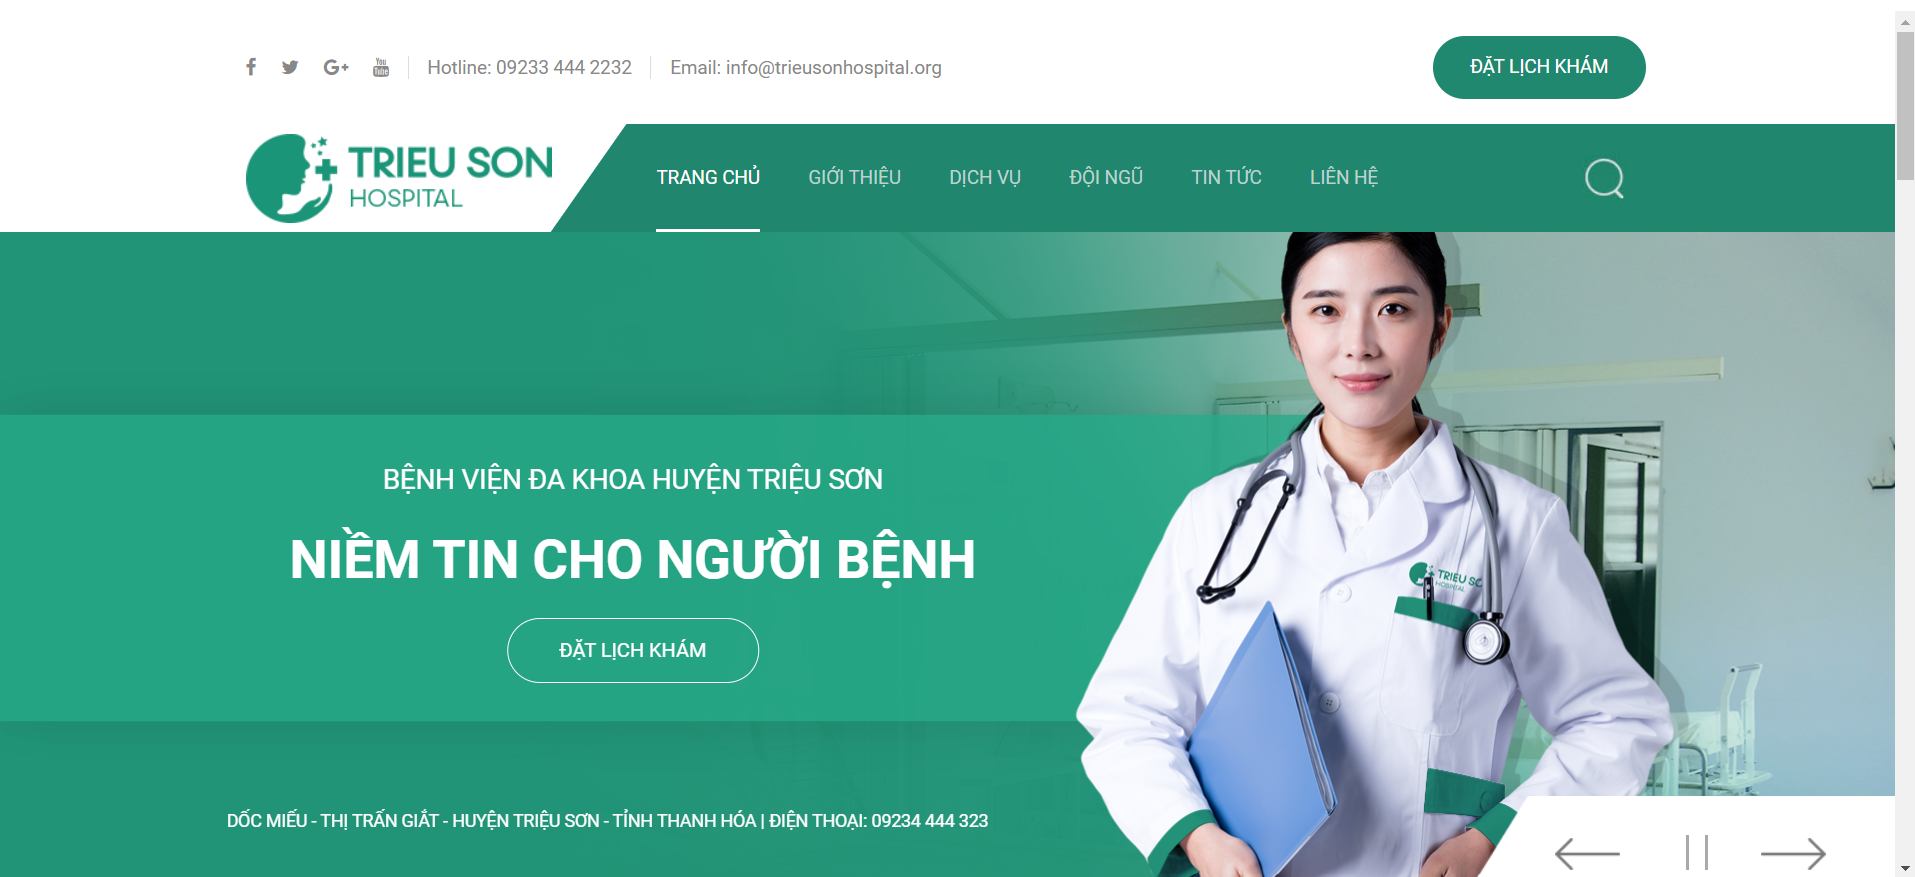 Hotline: 09233 444 2232
Email: info@trieusonhospital.org
ĐẶT LỊCH KHÁM
TRIEU SON
HOSPITAL
TRANG CHỦ
GIỚI THIỆU
DỊCH VỤ
ĐỘI NGŨ
TIN TỨC
LIÊN HỆ
BỆNH VIỆN ĐA KHOA HUYỆN TRIỆU SƠN
NIỀM TIN CHO NGƯỜI BỆNH
ĐẶT LỊCH KHÁM
TRIEU SO
HOSPITAL
DỐC MIẾU - THỊ TRẤN GIẮT - HUYỆN TRIỆU SƠN - TỈNH THANH HÓA | ĐIỆN THOẠI: 09234 444 323